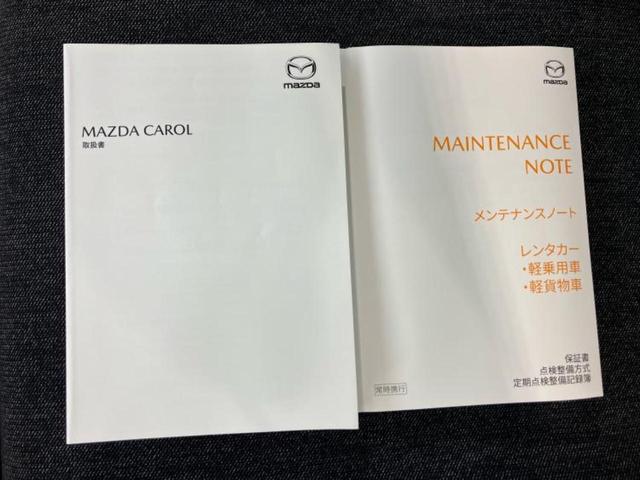 mazda
MAZDA CAROL
取扱書
mazda
MAINTENANCE
NOTE
メンテナンスノート
レンタカー
・軽乗用車
・軽貨物車
保証書
点検整備方式
定期点検整備記録簿
常時携行